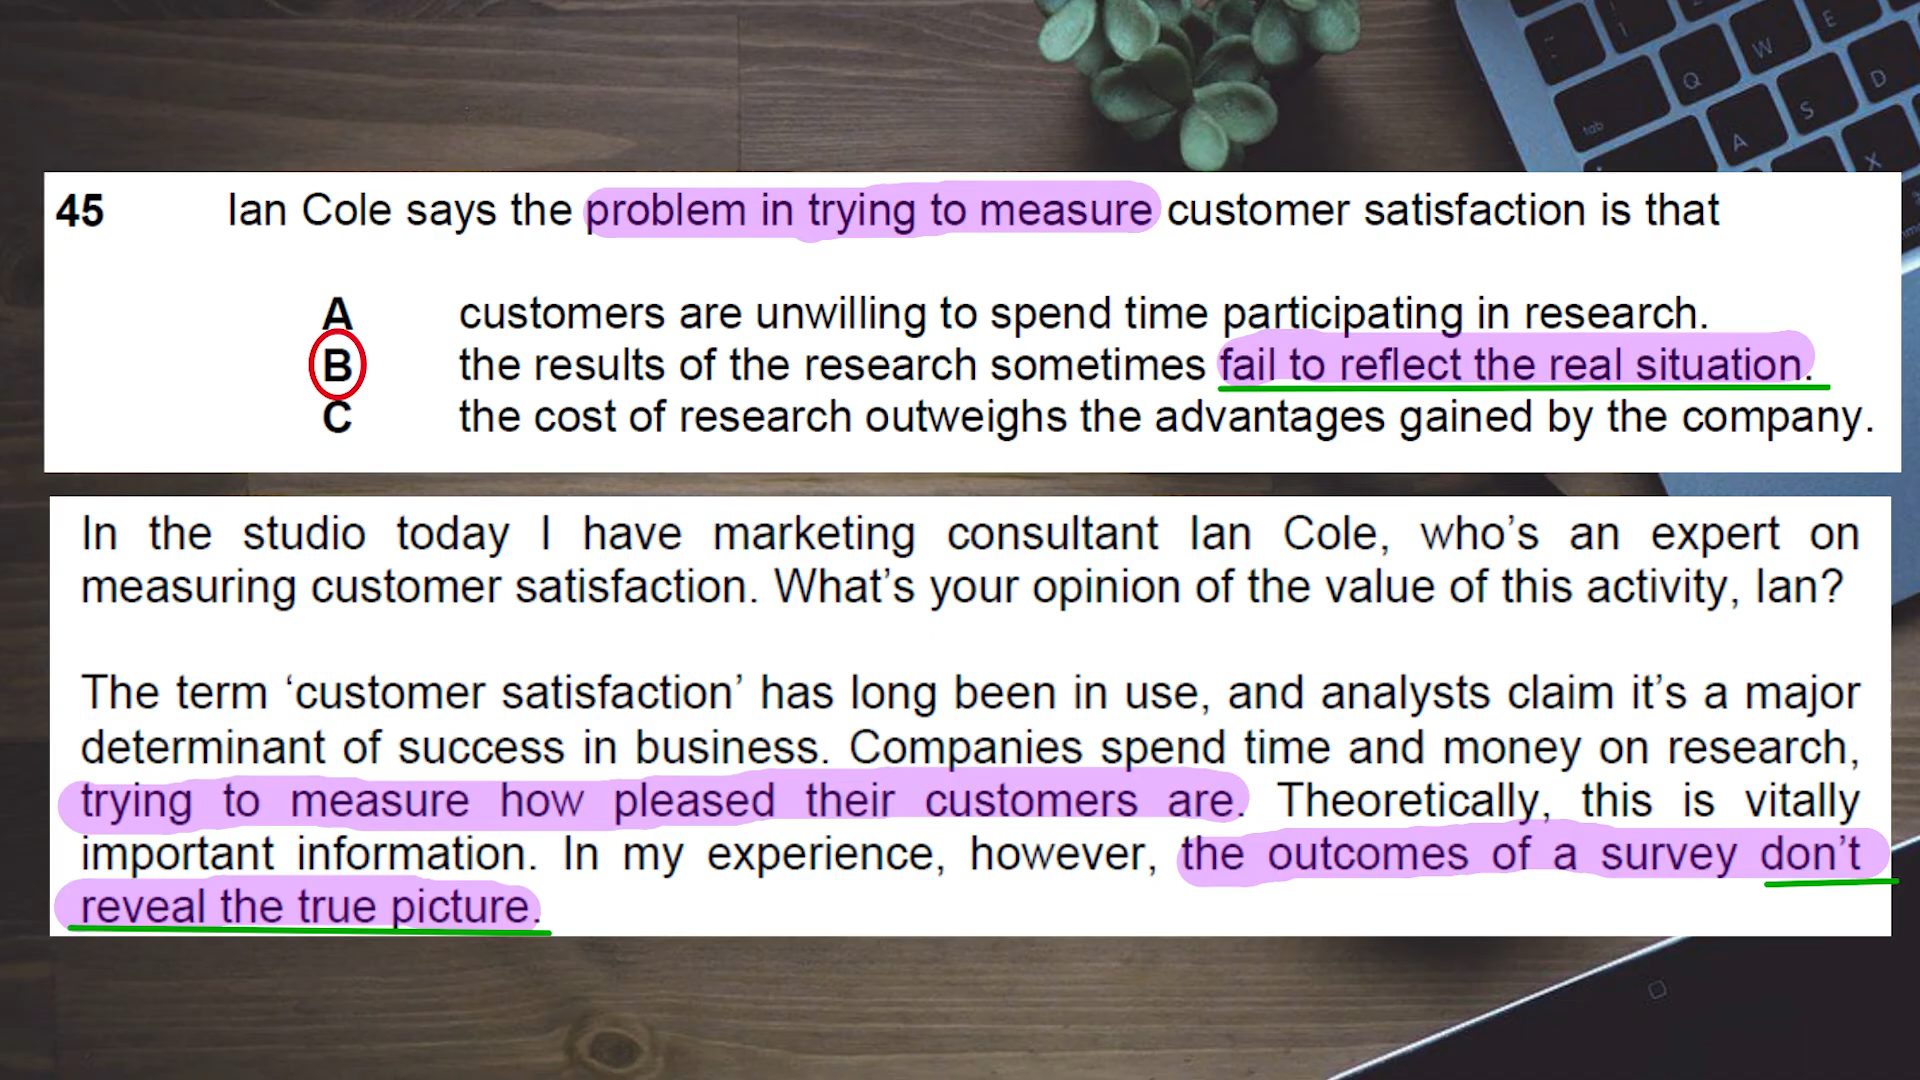 45 Ian Cole says the problem in trying to measure customer satisfaction is that
A customers are unwilling to spend time participating in research.
B the results of the research sometimes fail to reflect the real situation.
C the cost of research outweighs the advantages gained by the company.
In the studio today I have marketing consultant Ian Cole, who’s an expert on
measuring customer satisfaction. What’s your opinion of the value of this activity, Ian?
The term ‘customer satisfaction’ has long been in use, and analysts claim it’s a major
determinant of success in business. Companies spend time and money on research,
trying to measure how pleased their customers are. Theoretically, this is vitally
important information. In my experience, however, the outcomes of a survey don’t
reveal the true picture.
E
W
Q
D
S
tab
A
X